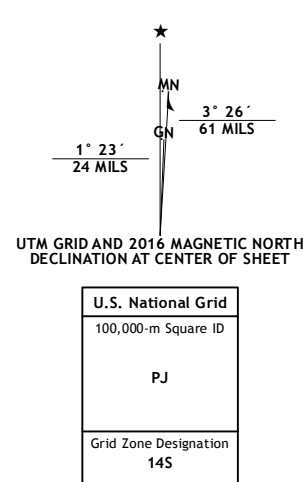 ★
MN
3° 26´
61 MILS
GN
1° 23´
24 MILS
UTM GRID AND 2016 MAGNETIC NORTH
DECLINATION AT CENTER OF SHEET
U.S. National Grid
100,000-m Square ID
PJ
Grid Zone Designation
14S